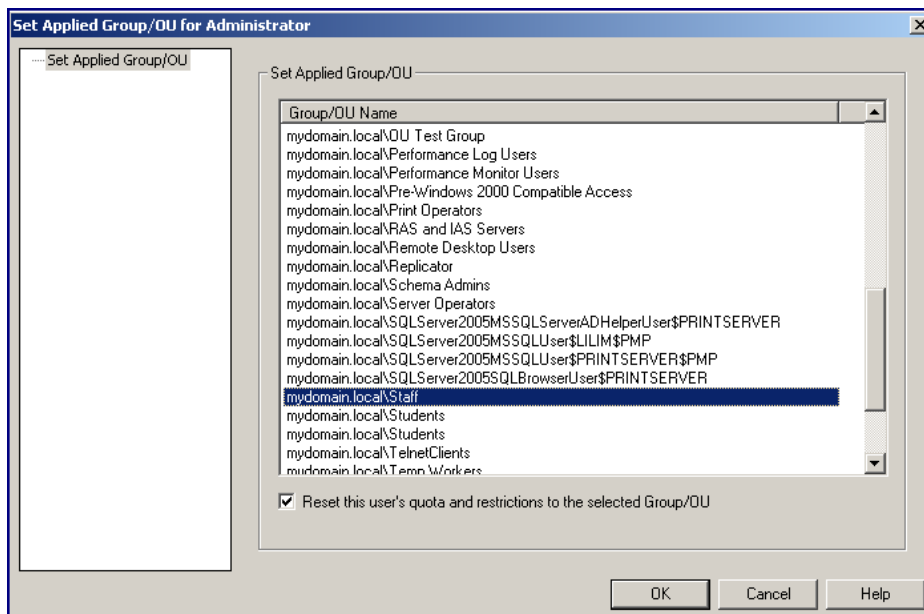 Set Applied Group/OU for Administrator
Set Applied Group/OU
Set Applied Group/OU
Group/OU Name
mydomain.local\OU Test Group
mydomain.local\Performance Log Users
mydomain.local\Performance Monitor Users
mydomain.local\Pre-Windows 2000 Compatible Access
mydomain.local\Print Operators
mydomain.local\RAS and IAS Servers
mydomain.local\Remote Desktop Users
mydomain.local\Replicator
mydomain.local\Schema Admins
mydomain.local\Server Operators
mydomain.local\SQLServer2005MSSQLServerADHelperUser$PRINTSERVER
mydomain.local\SQLServer2005MSSQLUser$LILIM$PMP
mydomain.local\SQLServer2005MSSQLUser$PRINTSERVER$PMP
mydomain.local\SQLServer2005SQLBrowserUser$PRINTSERVER
mydomain.local\Staff
mydomain.local\Students
mydomain.local\Students
mydomain.local\TelnetClients
mydomain.local\Temp Workers
Reset this user's quota and restrictions to the selected Group/OU
OK Cancel Help